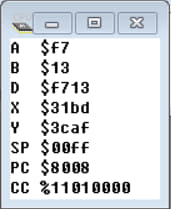 A $f7
B $13
D $f713
X $31bd
Y $3caf
SP $00ff
PC $8008
CC %11010000